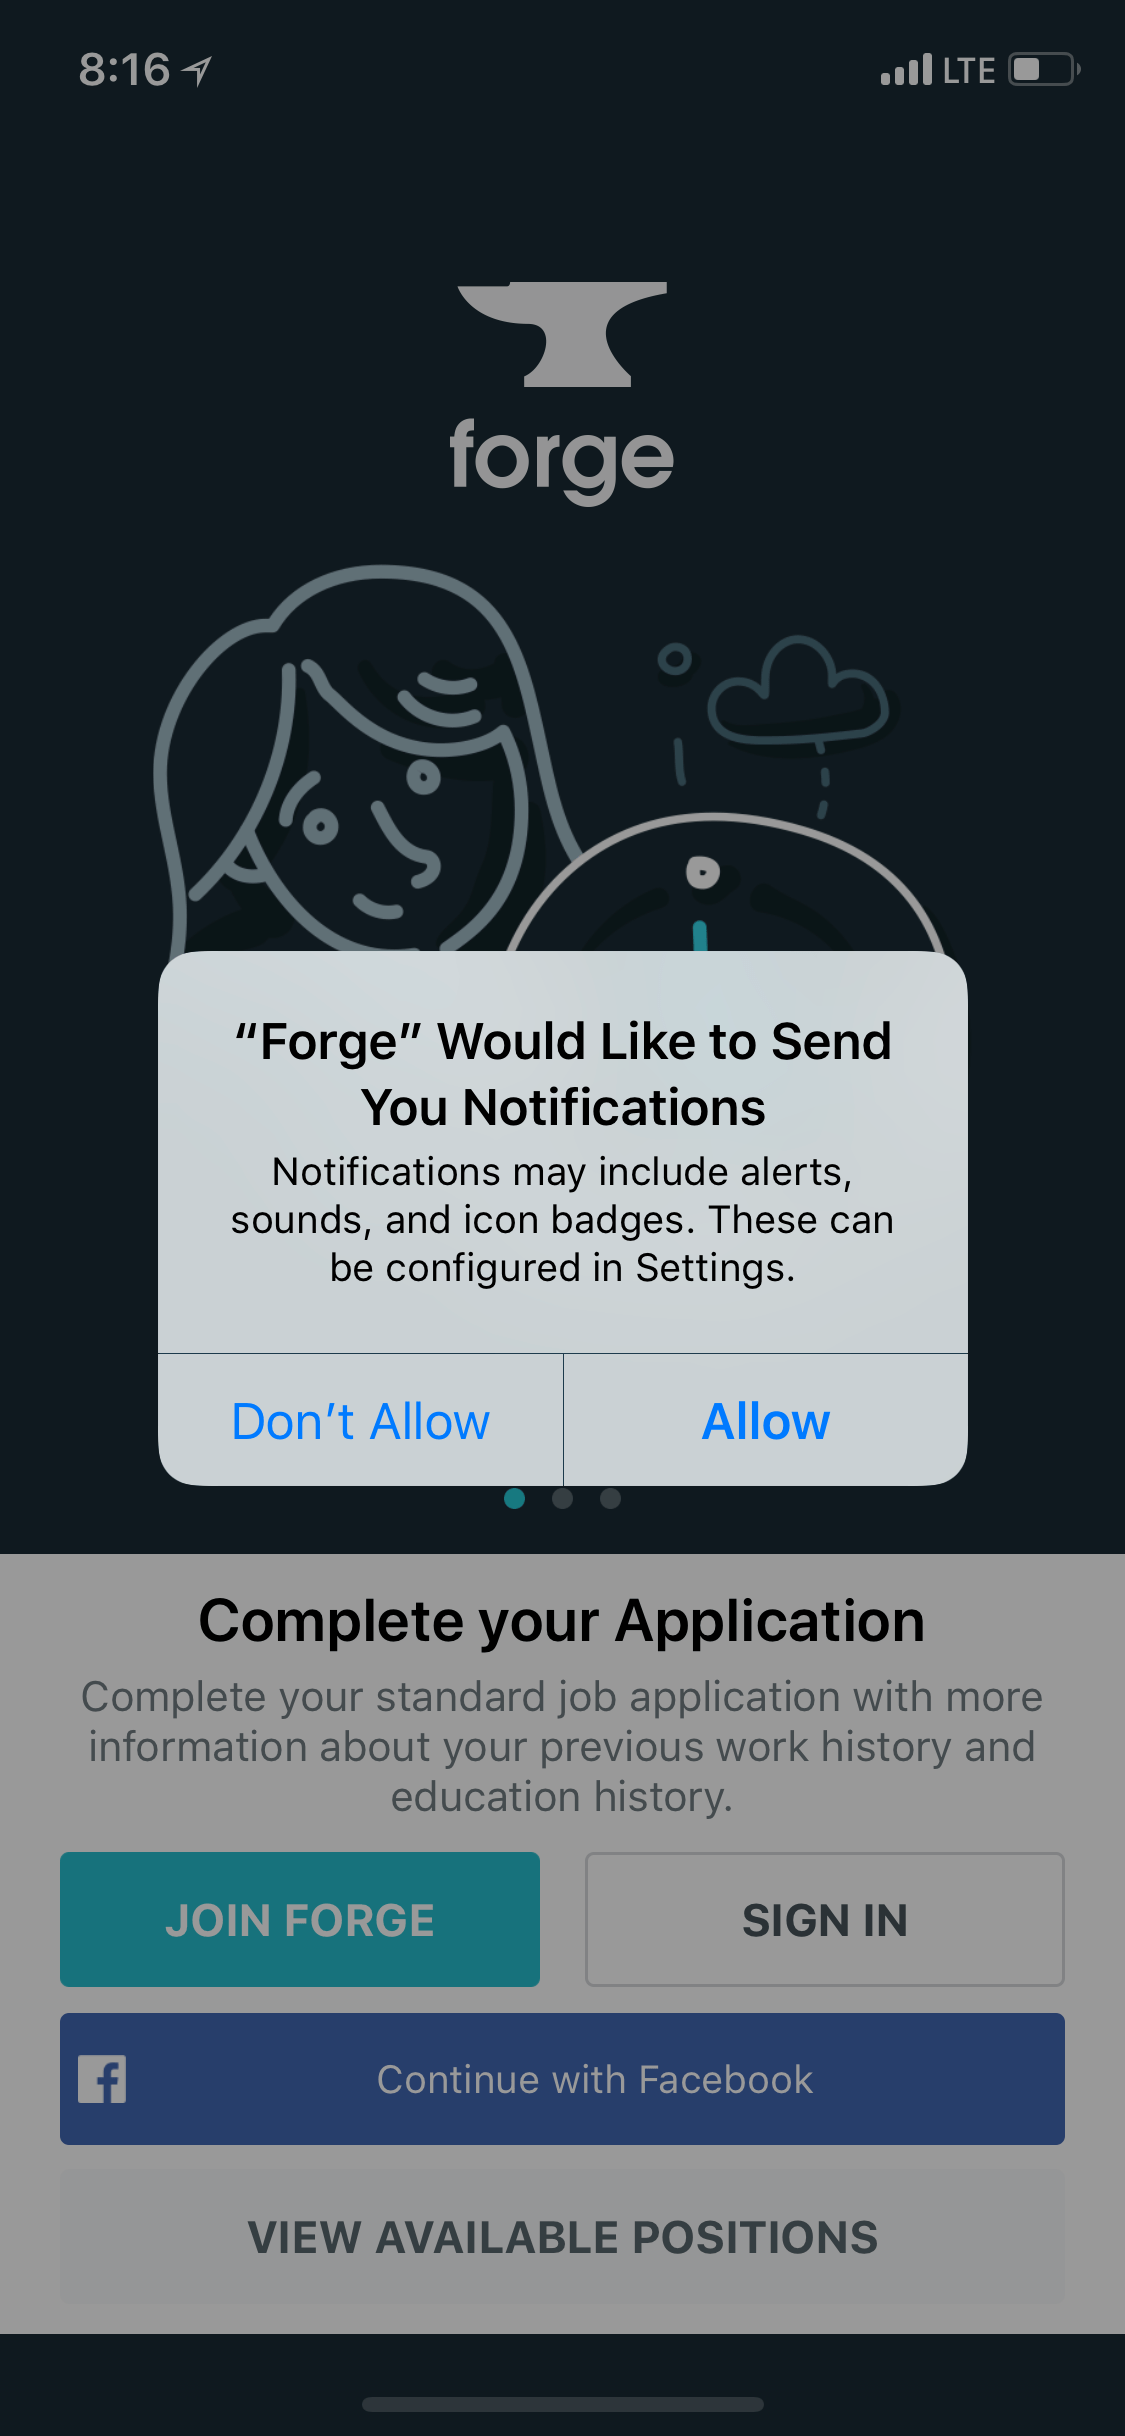 8:16
LTE
forge
“Forge” Would Like to Send
You Notifications
Notifications may include alerts,
sounds, and icon badges. These can
be configured in Settings.
Don’t Allow
Allow
Complete your Application
Complete your standard job application with more
information about your previous work history and
education history.
JOIN FORGE
SIGN IN
f
Continue with Facebook
VIEW AVAILABLE POSITIONS